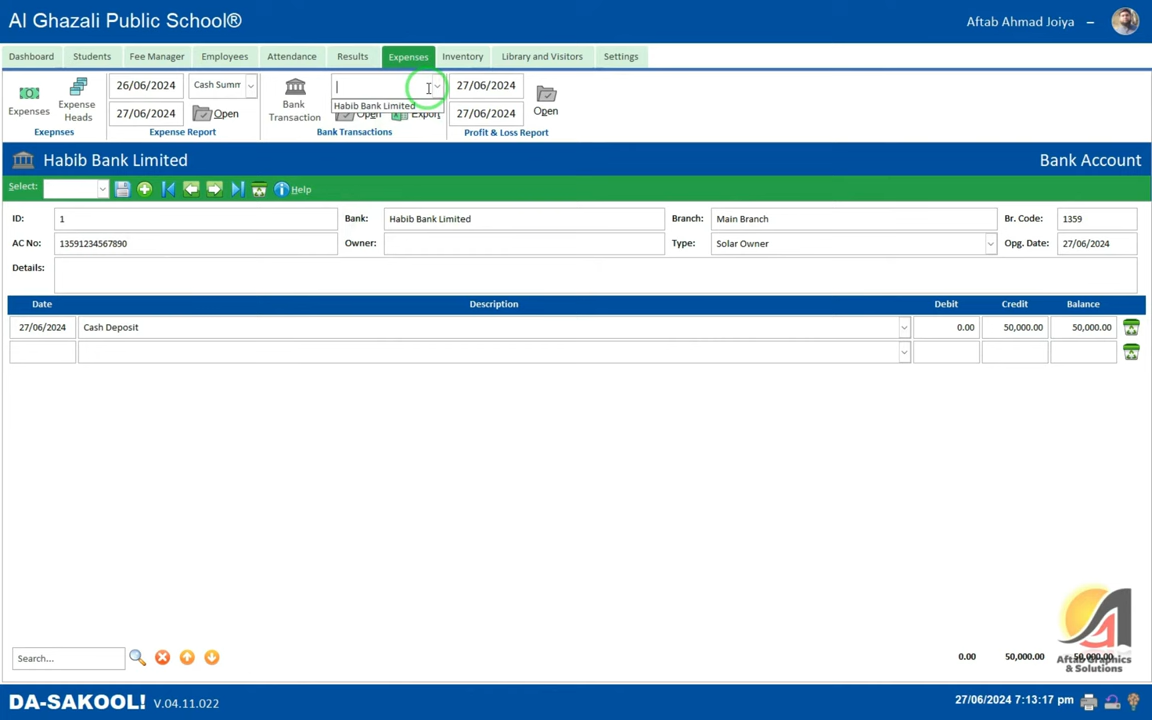 Al Ghazali Public School®
Aftab Ahmad Joiya
Dashboard Students Fee Manager Employees Attendance Results Expenses Inventory Library and Visitors Settings
26/06/2024 Cash Summ 27/06/2024
Habib Bank Limited
Expenses Expense Heads Bank Transaction
27/06/2024 Open Open Export 27/06/2024 Open
Exepnses Expense Report Bank Transactions Profit & Loss Report
Habib Bank Limited Bank Account
Select: Help
ID: 1 Bank: Habib Bank Limited Branch: Main Branch Br. Code: 1359
AC No: 13591234567890 Owner: Type: Solar Owner Opg. Date: 27/06/2024
Details:
Date Description Debit Credit Balance
27/06/2024 Cash Deposit 0.00 50,000.00 50,000.00
Search... 0.00 50,000.00 50,000.00
Aftab Graphics
& Solutions
DA-SAKOOL! V.04.11.022 27/06/2024 7:13:17 pm